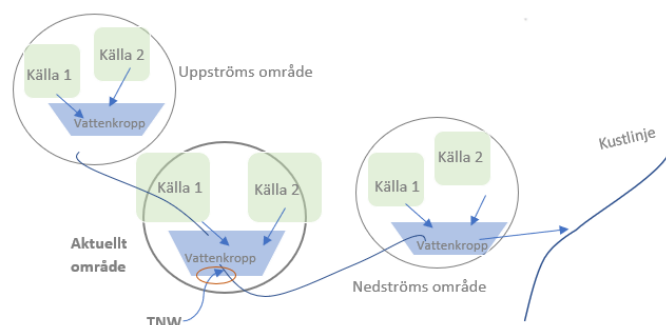 Källa 1
Källa 2
Uppströms område
Vattenkropp
Källa 1
Källa 2
Aktuellt
område
Vattenkropp
TNW
Källa 1
Källa 2
Vattenkropp
Nedströms område
Kustlinje